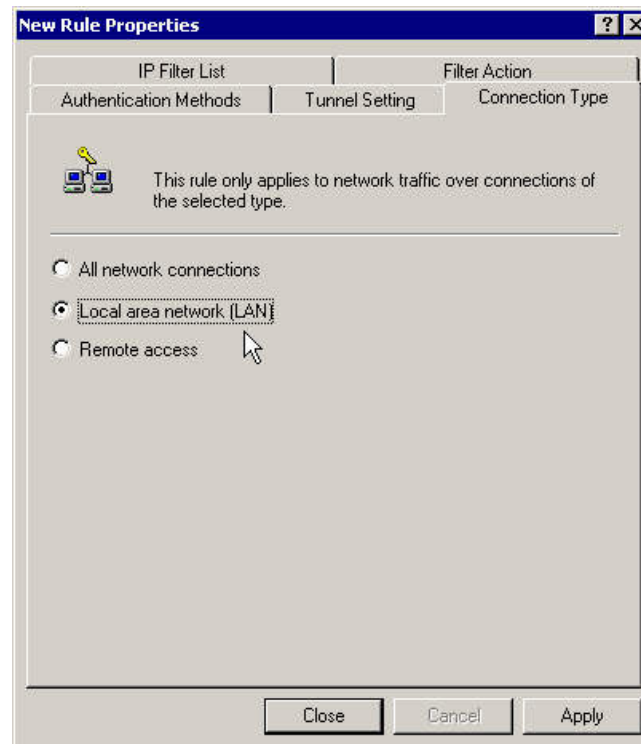 New Rule Properties
IP Filter List
Filter Action
Authentication Methods
Tunnel Setting
Connection Type
This rule only applies to network traffic over connections of
the selected type.
All network connections
Local area network (LAN)
Remote access
Close
Cancel
Apply